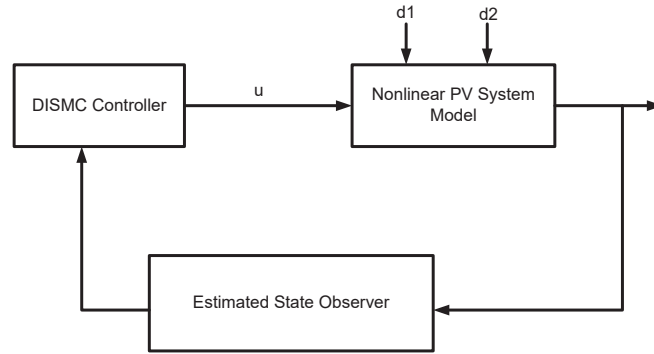 d1
d2
DISMC Controller
u
Nonlinear PV System
Model
Estimated State Observer